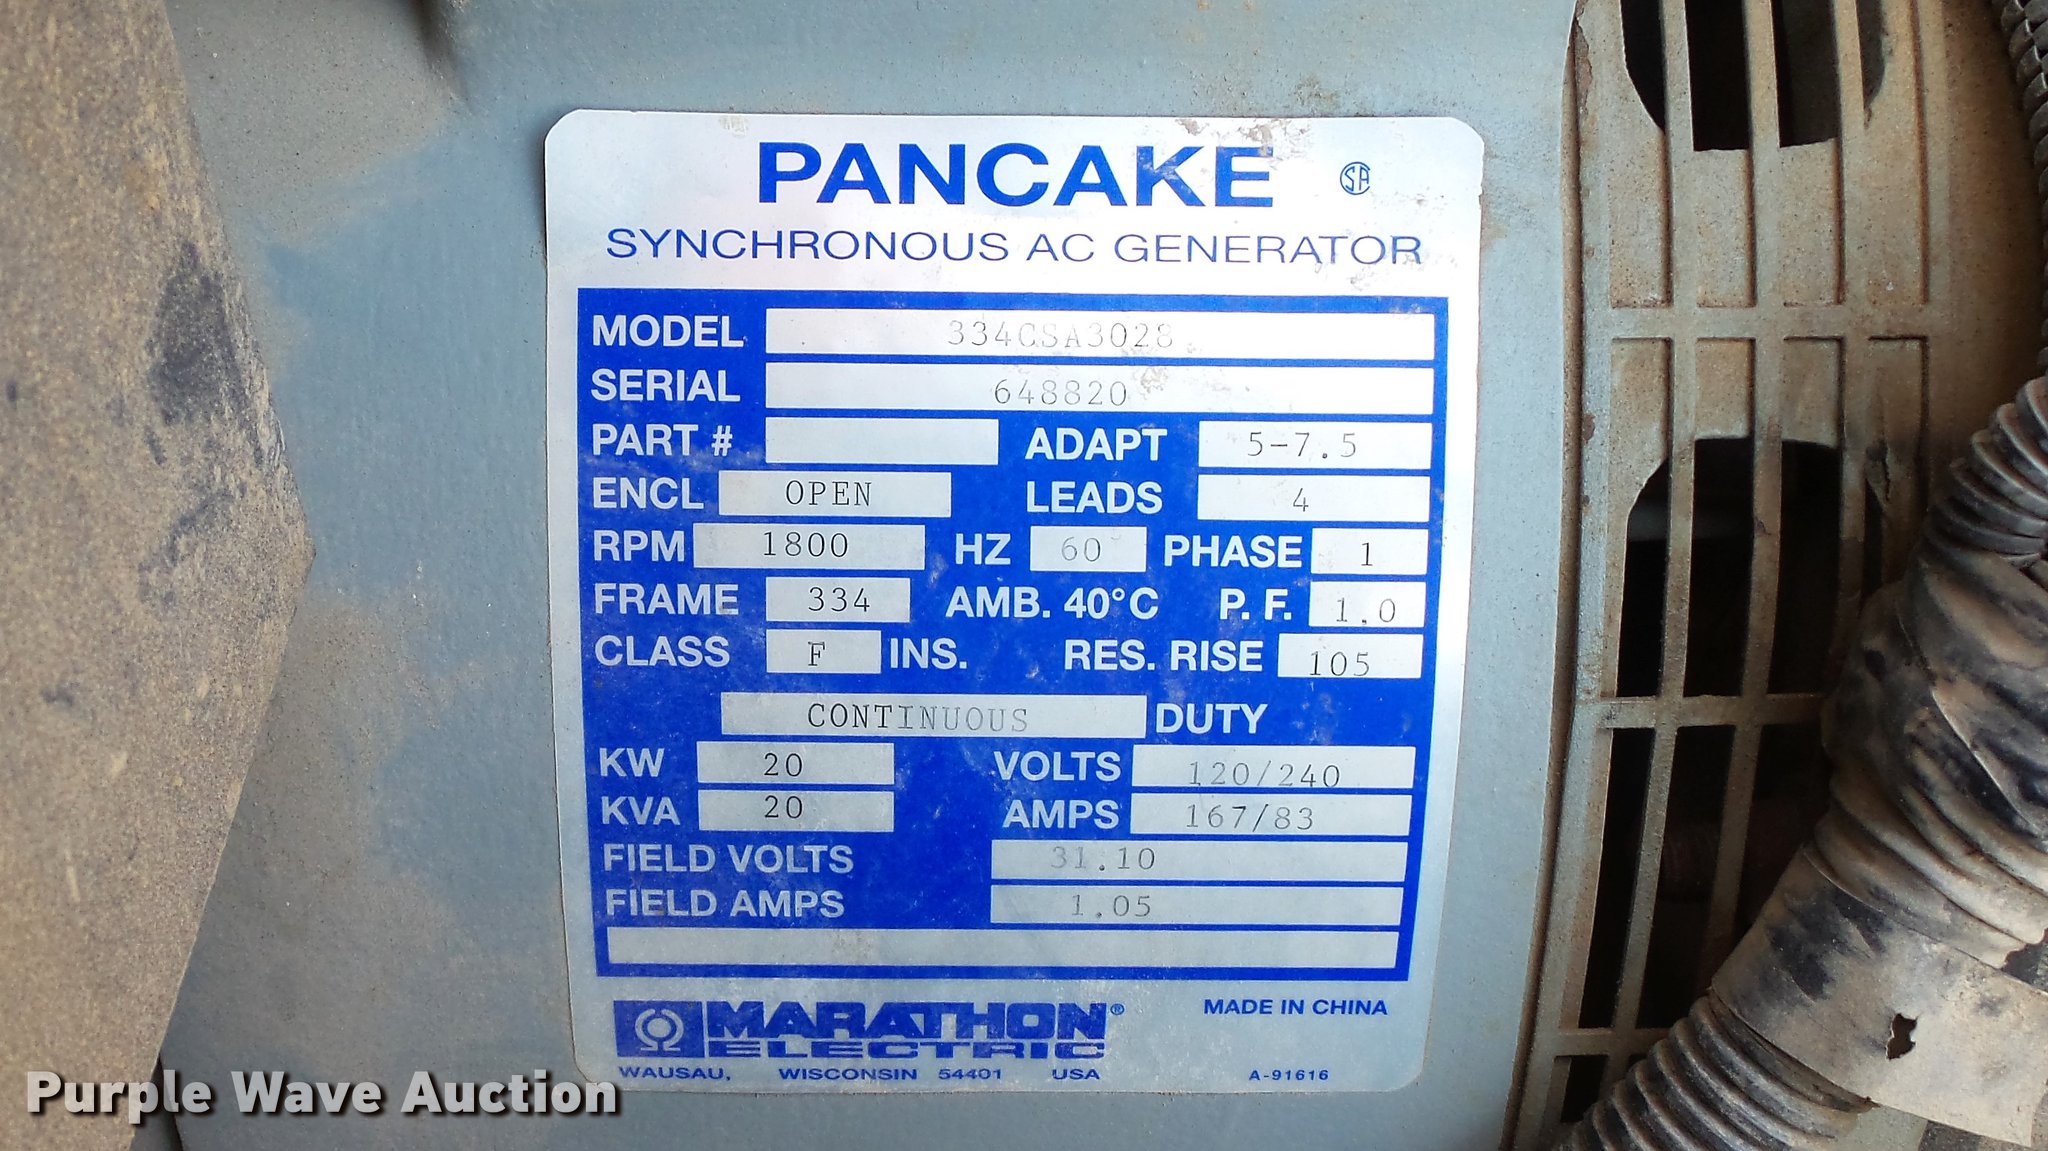 PANCAKE SA
SYNCHRONOUS AC GENERATOR
MODEL 334CSA3028
SERIAL 648820
PART # ADAPT 5-7.5
ENCL OPEN LEADS 4
RPM 1800 HZ 60 PHASE 1
FRAME 334 AMB. 40°C P. F. 1.0
CLASS F INS. RES. RISE 105
CONTINUOUS DUTY
KW 20 VOLTS 120/240
KVA 20 AMPS 167/83
FIELD VOLTS 31.10
FIELD AMPS 1.05
MARATHON® MADE IN CHINA
ELECTRIC
WAUSAU, WISCONSIN 54401 USA A-91616
Purple Wave Auction